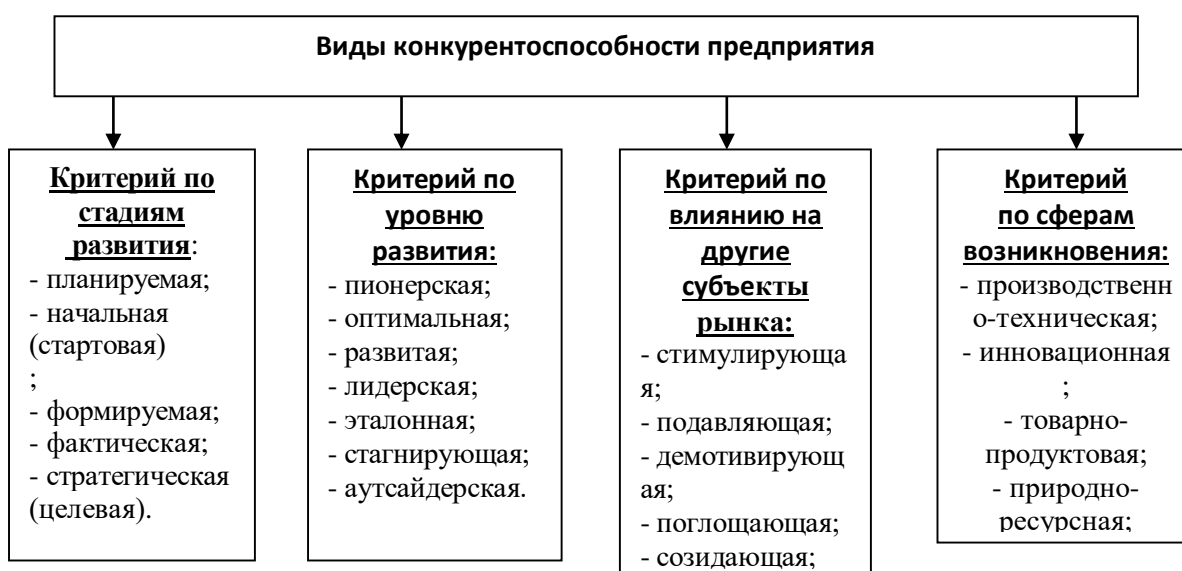 Виды конкурентоспособности предприятия
Критерий по
стадиям
развития:
- планируемая;
- начальная
(стартовая)
;
- формируемая;
- фактическая;
- стратегическая
(целевая).
Критерий по
уровню
развития:
- пионерская;
- оптимальная;
- развитая;
- лидерская;
- эталонная;
- стагнирующая;
- аутсайдерская.
Критерий по
влиянию на
другие
субъекты
рынка:
- стимулирующа
я;
- подавляющая;
- демотивирующ
ая;
- поглощающая;
- созидающая;
Критерий
по сферам
возникновения:
- производственн
о-техническая;
- инновационная
;
- товарно-
продуктовая;
- природно-
ресурсная;